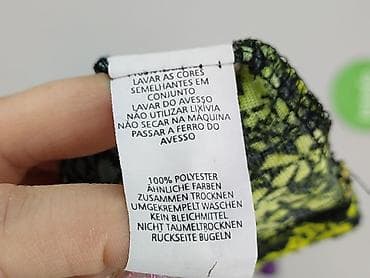 LAVAR AS CORES
SEMELHANTES EM
CONJUNTO
LAVAR DO AVESSO
NÃO UTILIZAR LIXÍVIA
NÃO SECAR NA MÁQUINA
PASSAR A FERRO DO
AVESSO
100% POLYESTER
ÄHNLICHE FARBEN
ZUSAMMEN TROCKNEN
UMGEKREMPELT WASCHEN
KEIN BLEICHMITTEL
NICHT TAUMELTROCKNEN
RÜCKSEITE BÜGELN